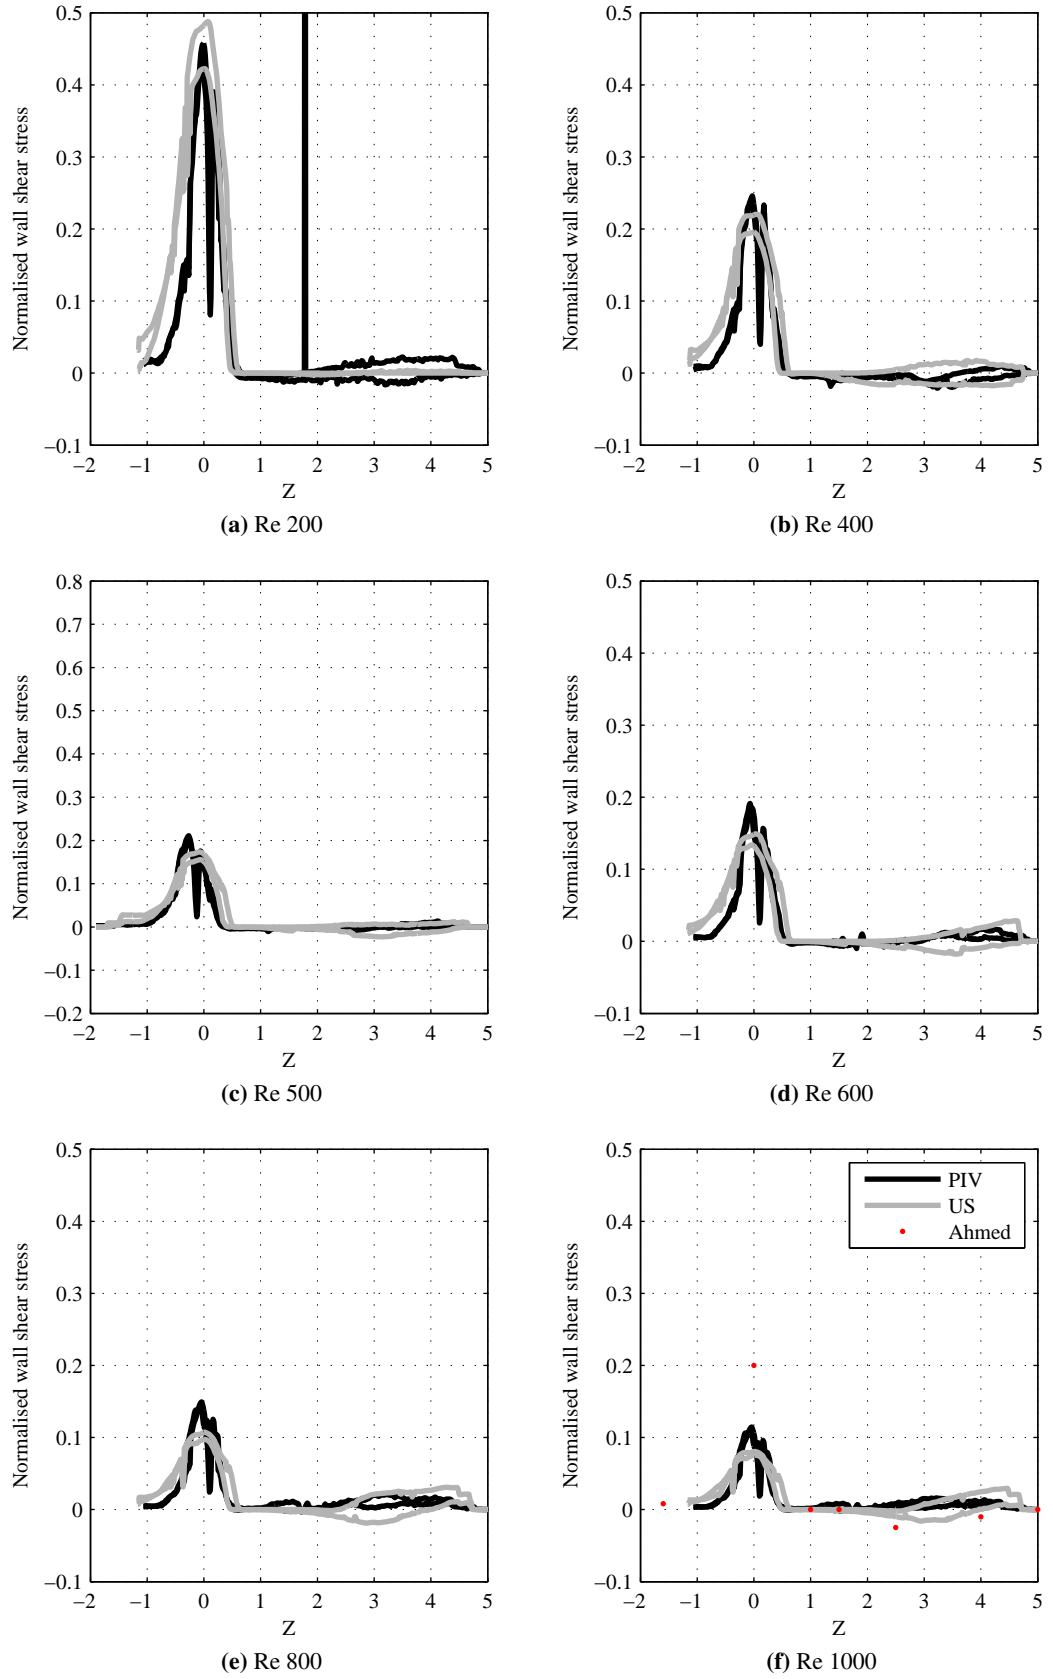 Normalised wall shear stress
0.5
0.4
0.3
0.2
0.1
0
−0.1
−2 −1 0 1 2 3 4 5
Z
(a) Re 200
Normalised wall shear stress
0.5
0.4
0.3
0.2
0.1
0
−0.1
−2 −1 0 1 2 3 4 5
Z
(b) Re 400
Normalised wall shear stress
0.8
0.7
0.6
0.5
0.4
0.3
0.2
0.1
0
−0.1
−0.2
−2 −1 0 1 2 3 4 5
Z
(c) Re 500
Normalised wall shear stress
0.5
0.4
0.3
0.2
0.1
0
−0.1
−2 −1 0 1 2 3 4 5
Z
(d) Re 600
Normalised wall shear stress
0.5
0.4
0.3
0.2
0.1
0
−0.1
−2 −1 0 1 2 3 4 5
Z
(e) Re 800
Normalised wall shear stress
0.5
0.4
0.3
0.2
0.1
0
−0.1
−2 −1 0 1 2 3 4 5
Z
PIV
US
Ahmed
(f) Re 1000